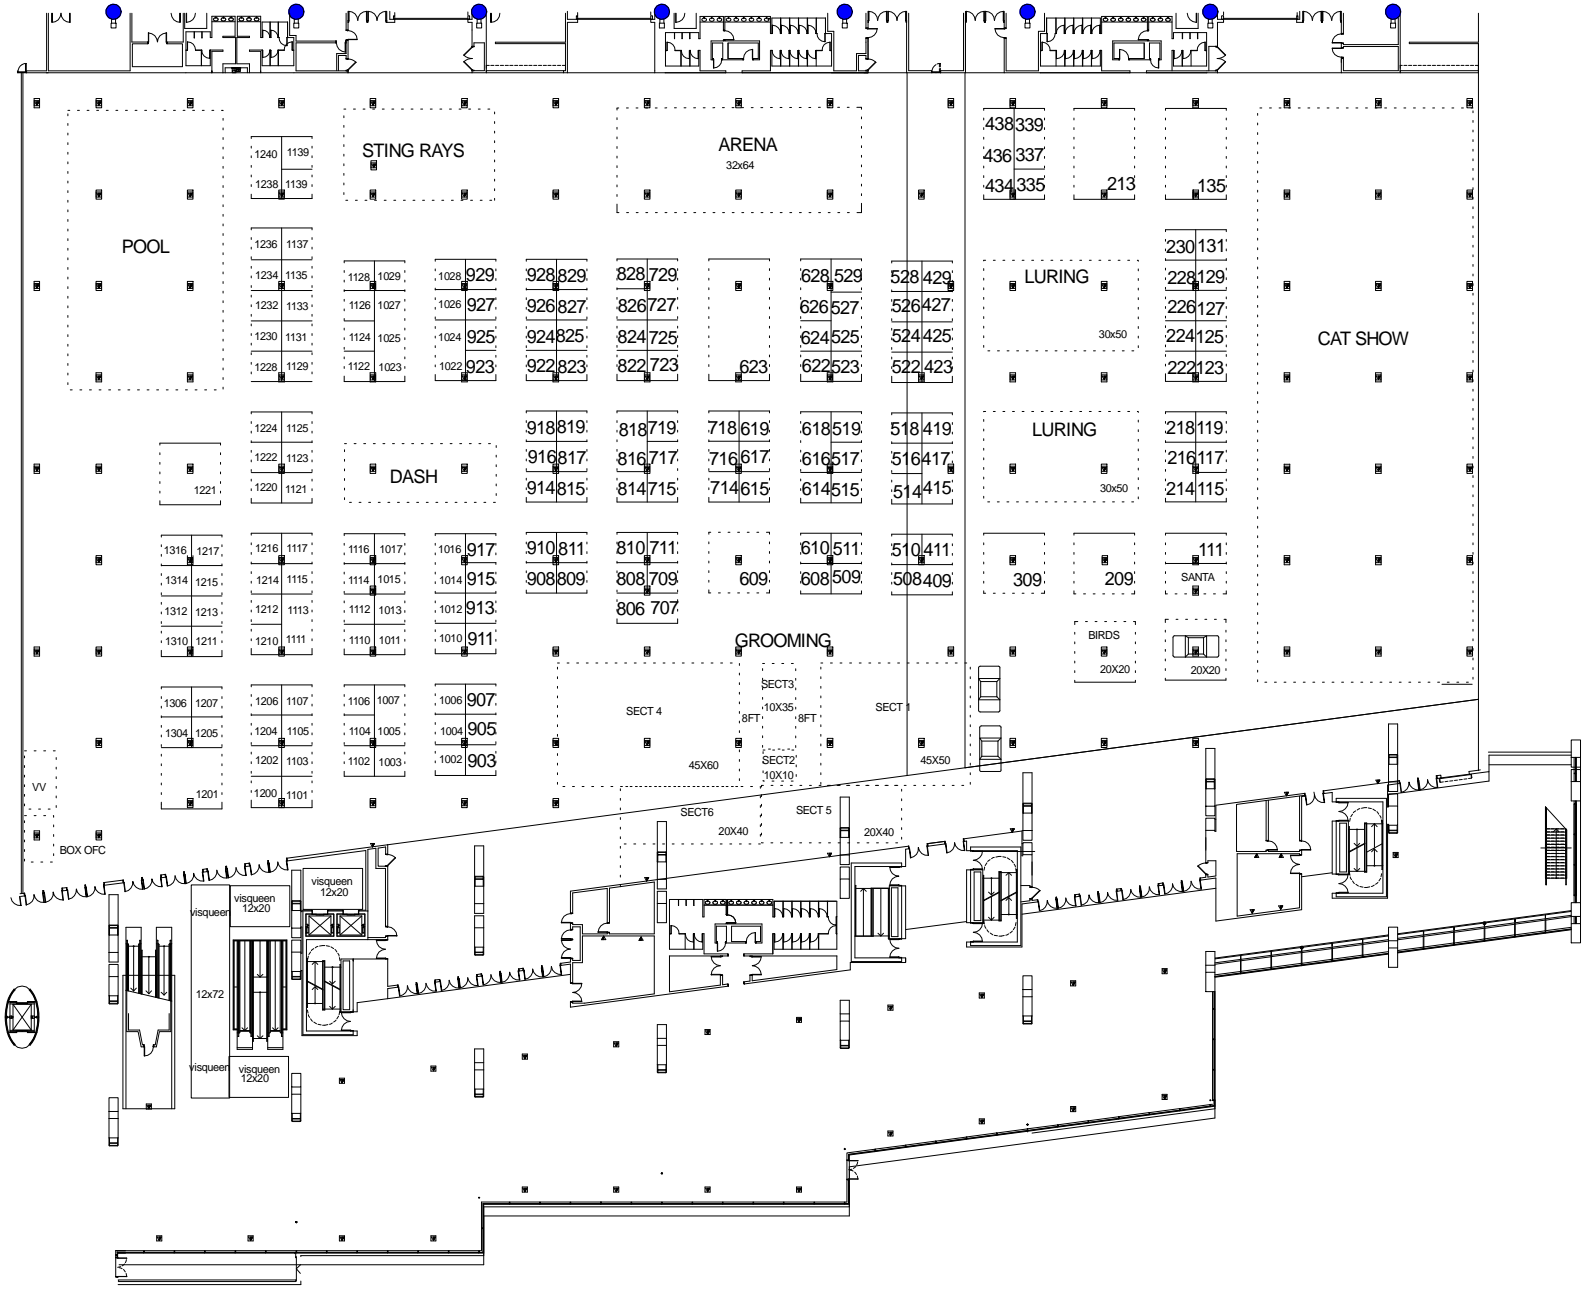 438 339
STING RAYS
ARENA
1240 1139
436 337
32x64
1238 1139
434 335
213
135
POOL
1236 1137
230 131
1234 1135
1128 1029
1028 929
928 829
828 729
628 529
528 429
LURING
228 129
1232 1133
1126 1027
1026 927
926 827
826 727
626 527
526 427
226 127
1230 1131
1124 1025
1024 925
924 825
824 725
624 525
524 425
30x50
224 125
CAT SHOW
1228 1129
1122 1023
1022 923
922 823
822 723
623
622 523
522 423
222 123
1224 1125
918 819
818 719
718 619
618 519
518 419
LURING
218 119
1222 1123
916 817
816 717
716 617
616 517
516 417
216 117
DASH
1221
1220 1121
914 815
814 715
714 615
614 515
514 415
30x50
214 115
1316 1217
1216 1117
1116 1017
1016 917
910 811
810 711
610 511
510 411
111
1314 1215
1214 1115
1114 1015
1014 915
908 809
808 709
609
608 509
508 409
309
209
SANTA
1312 1213
1212 1113
1112 1013
1012 913
806 707
1310 1211
1210 1111
1110 1011
1010 911
GROOMING
BIRDS
20X20
20X20
SECT3
1306 1207
1206 1107
1106 1007
1006 907
SECT 4
10X35
SECT 1
8FT
8FT
1304 1205
1204 1105
1104 1005
1004 905
1202 1103
1102 1003
1002 903
45X60
SECT2
10X10
45X50
VV
1201
1200 1101
SECT6
SECT 5
20X40
20X40
BOX OFC
visqueen
12x20
visqueen
12x20
visqueen
12x72
visqueen
visqueen
12x20